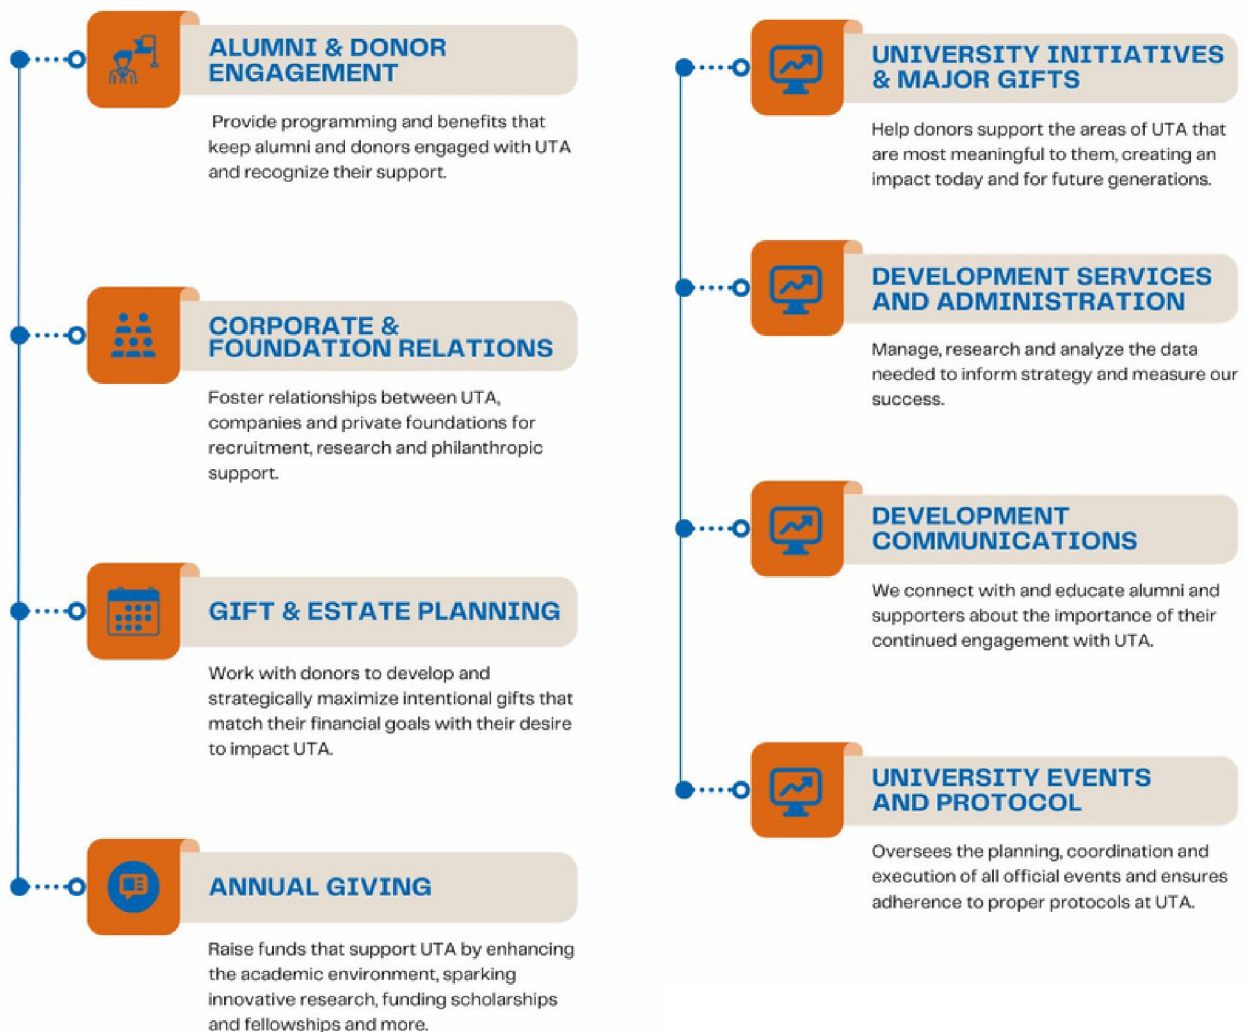 ALUMNI & DONOR
ENGAGEMENT
Provide programming and benefits that
keep alumni and donors engaged with UTA
and recognize their support.
CORPORATE &
FOUNDATION RELATIONS
Foster relationships between UTA,
companies and private foundations for
recruitment, research and philanthropic
support.
GIFT & ESTATE PLANNING
Work with donors to develop and
strategically maximize intentional gifts that
match their financial goals with their desire
to impact UTA.
ANNUAL GIVING
Raise funds that support UTA by enhancing
the academic environment, sparking
innovative research, funding scholarships
and fellowships and more.
UNIVERSITY INITIATIVES
& MAJOR GIFTS
Help donors support the areas of UTA that
are most meaningful to them, creating an
impact today and for future generations.
DEVELOPMENT SERVICES
AND ADMINISTRATION
Manage, research and analyze the data
needed to inform strategy and measure our
success.
DEVELOPMENT
COMMUNICATIONS
We connect with and educate alumni and
supporters about the importance of their
continued engagement with UTA.
UNIVERSITY EVENTS
AND PROTOCOL
Oversees the planning, coordination and
execution of all official events and ensures
adherence to proper protocols at UTA.